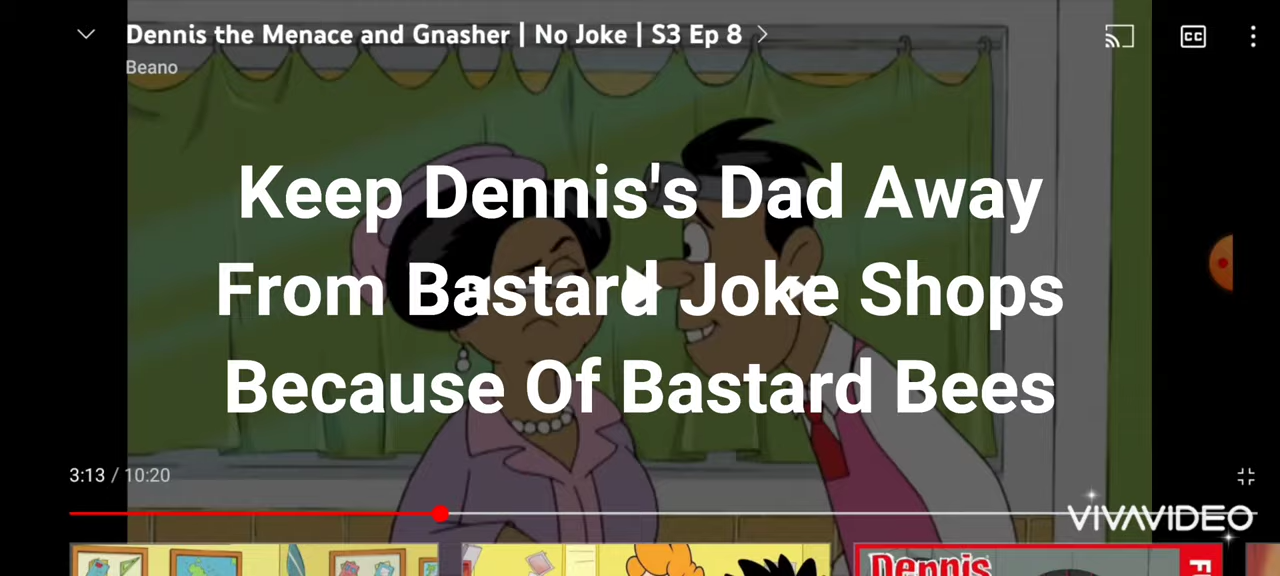 Dennis the Menace and Gnasher | No Joke | S3 Ep 8
Beano
CC
Keep Dennis's Dad Away
From Bastard Joke Shops
Because Of Bastard Bees
3:13 / 10:20
VIVAVIDEO
Dennis